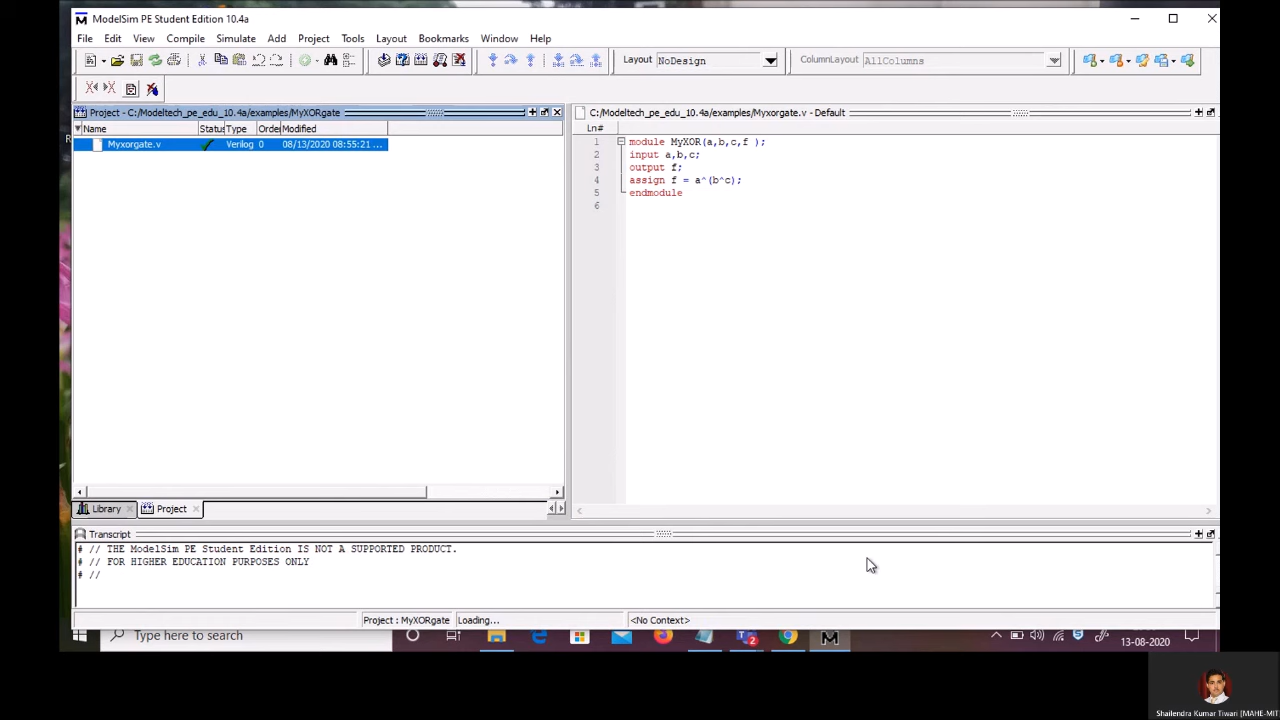 ModelSim PE Student Edition 10.4a
File Edit View Compile Simulate Add Project Tools Layout Bookmarks Window Help
Layout NoDesign ColumnLayout AllColumns
Project - C:/Modeltech_pe_edu_10.4a/examples/MyXORgate
Name Status Type Orde Modified
Myxorgate.v Verilog 0 08/13/2020 08:55:21 ...
Library Project
C:/Modeltech_pe_edu_10.4a/examples/Myxorgate.v - Default
Ln#
1 module MyXOR(a,b,c,f );
2 input a,b,c;
3 output f;
4 assign f = a^(b^c);
5 endmodule
6
Transcript
# // THE ModelSim PE Student Edition IS NOT A SUPPORTED PRODUCT.
# // FOR HIGHER EDUCATION PURPOSES ONLY
# //
Project : MyXORgate Loading... <No Context>
Type here to search
2
13-08-2020
Shailendra Kumar Tiwari [MAHE-MIT